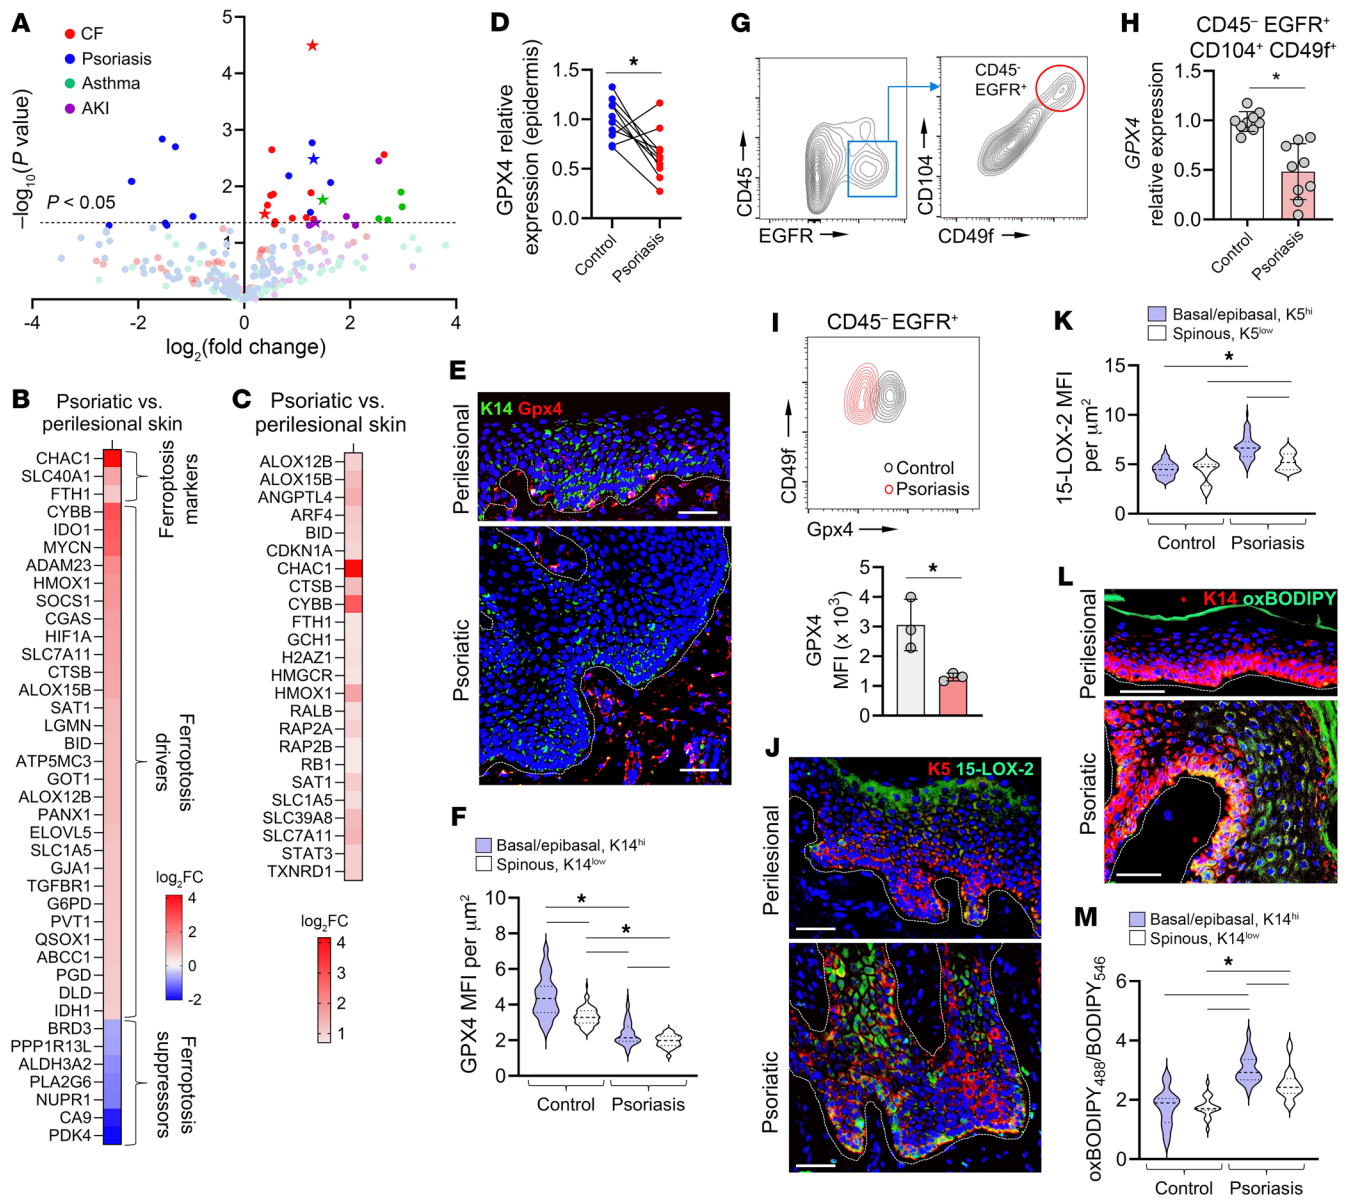 A
CF
Psoriasis
Asthma
AKI
5
4
3
2
1
P < 0.05
−log10(P value)
-4
-2
0
2
4
log2(fold change)
B
Psoriatic vs.
perilesional skin
CHAC1
SLC40A1
FTH1
CYBB
IDO1
MYCN
ADAM23
HMOX1
SOCS1
CGAS
HIF1A
SLC7A11
CTSB
ALOX15B
SAT1
LGMN
BID
ATP5MC3
GOT1
ALOX12B
PANX1
ELOVL5
SLC1A5
GJA1
TGFBR1
G6PD
PVT1
QSOX1
ABCC1
PGD
DLD
IDH1
BRD3
PPP1R13L
ALDH3A2
PLA2G6
NUPR1
CA9
PDK4
Ferroptosis
markers
Ferroptosis
drivers
Ferroptosis
suppresors
log2FC
4
2
0
-2
C
Psoriatic vs.
perilesional skin
ALOX12B
ALOX15B
ANGPTL4
ARF4
BID
CDKN1A
CHAC1
CTSB
CYBB
FTH1
GCH1
H2AZ1
HMGCR
HMOX1
RALB
RAP2A
RAP2B
RB1
SAT1
SLC1A5
SLC39A8
SLC7A11
STAT3
TXNRD1
log2FC
4
3
2
1
D
GPX4 relative
expression (epidermis)
1.5
1.0
0.5
0.0
*
Control
Psoriasis
E
K14 Gpx4
Perilesional
Psoriatic
F
Basal/epibasal, K14hi
Spinous, K14low
GPX4 MFI per µm2
10
8
6
4
2
0
*
*
Control
Psoriasis
G
CD45
EGFR
CD45-
EGFR+
CD104
CD49f
H
CD45− EGFR+
CD104+ CD49f+
GPX4
relative expression
1.5
1.0
0.5
0.0
*
Control
Psoriasis
I
CD45− EGFR+
CD49f
Control
Psoriasis
Gpx4
GPX4
MFI (x 103)
5
4
3
2
1
0
*
J
K5 15-LOX-2
Perilesional
Psoriatic
K
Basal/epibasal, K5hi
Spinous, K5low
15-LOX-2 MFI
per µm2
15
10
5
0
*
Control
Psoriasis
L
K14 oxBODIPY
Perilesional
Psoriatic
M
Basal/epibasal, K14hi
Spinous, K14low
oxBODIPY488/BODIPY546
6
4
2
0
*
Control
Psoriasis